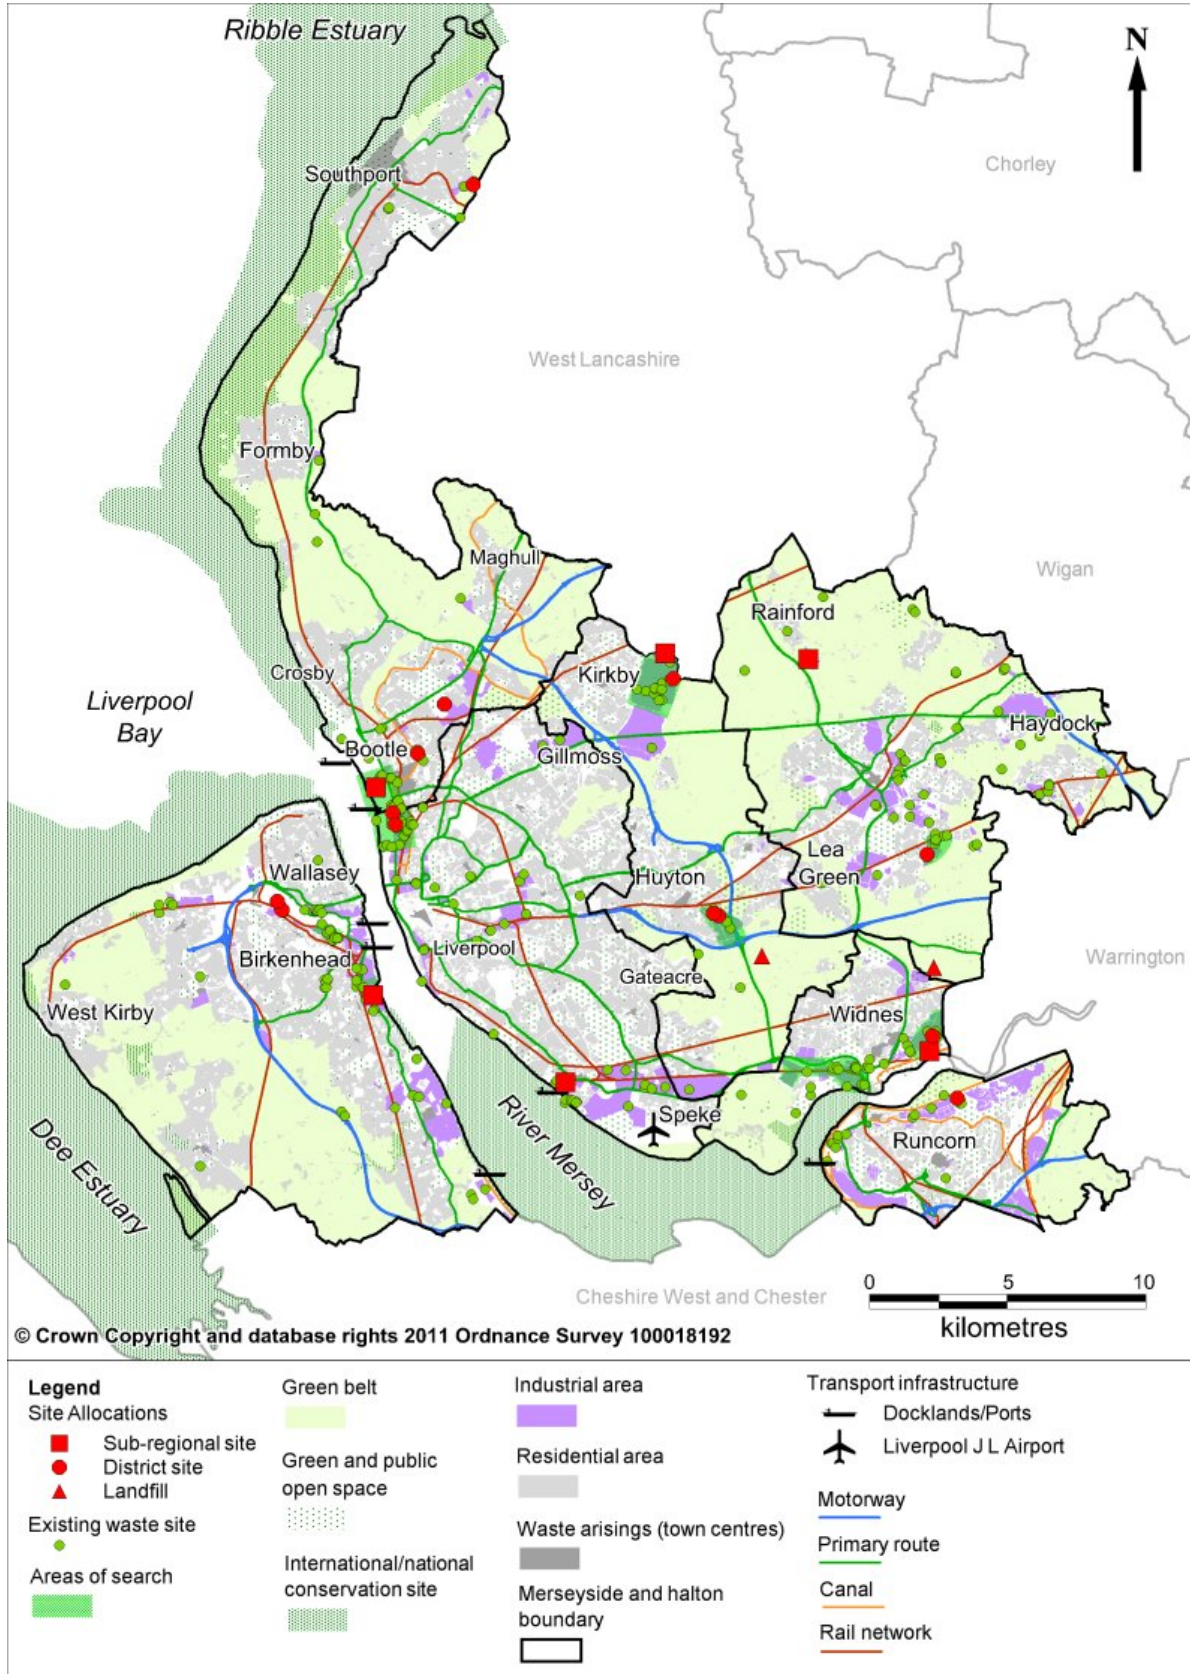 Ribble Estuary
N
Chorley
Southport
West Lancashire
Formby
Maghull
Wigan
Rainford
Crosby
Kirkby
Liverpool
Bay
Haydock
Bootle
Gillmoss
Lea
Green
Wallasey
Huyton
Liverpool
Birkenhead
Gateacre
Warrington
West Kirby
Widnes
River Mersey
Speke
Dee Estuary
Runcorn
0 5 10
kilometres
Cheshire West and Chester
© Crown Copyright and database rights 2011 Ordnance Survey 100018192
Legend
Site Allocations
Sub-regional site
District site
Landfill
Existing waste site
Areas of search
Green belt
Green and public
open space
International/national
conservation site
Industrial area
Residential area
Waste arisings (town centres)
Merseyside and halton
boundary
Transport infrastructure
Docklands/Ports
Liverpool J L Airport
Motorway
Primary route
Canal
Rail network